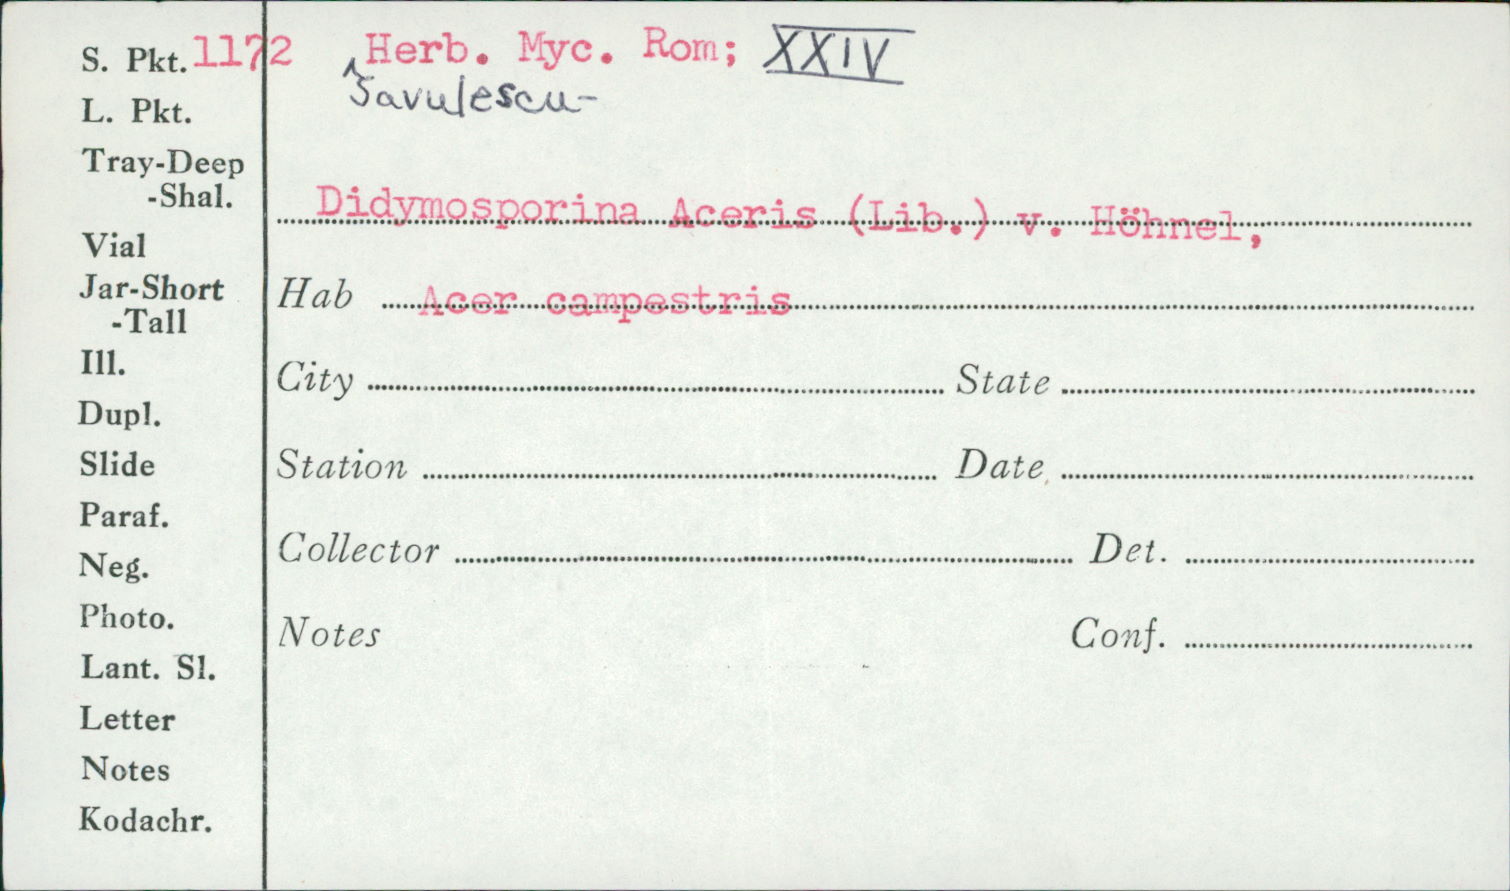 S. Pkt. 1172 Herb. Myc. Rom; XXIV
^Savulescu-
L. Pkt.
Tray-Deep
-Shal.
Didymosporina Aceris (Lib.) v. Höhnel,
Vial
Jar-Short
-Tall
Hab Acer campestris
Ill.
City State
Dupl.
Slide
Station Date
Paraf.
Neg.
Collector Det.
Photo.
Notes Conf.
Lant. Sl.
Letter
Notes
Kodachr.